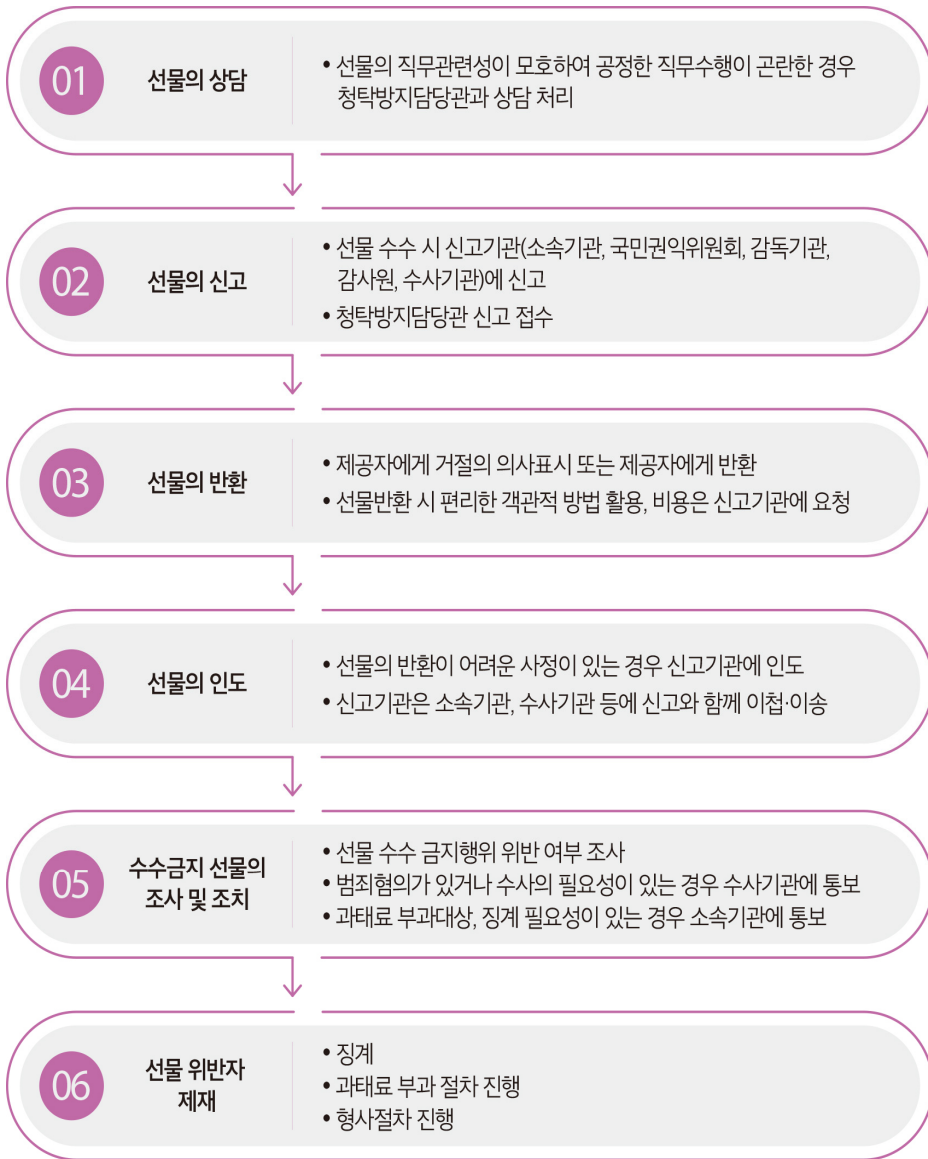 01
선물의 상담
• 선물의 직무관련성이 모호하여 공정한 직무수행이 곤란한 경우
청탁방지담당관과 상담 처리
02
선물의 신고
• 선물 수수 시 신고기관(소속기관, 국민권익위원회, 감독기관,
감사원, 수사기관)에 신고
• 청탁방지담당관 신고 접수
03
선물의 반환
• 제공자에게 거절의 의사표시 또는 제공자에게 반환
• 선물반환 시 편리한 객관적 방법 활용, 비용은 신고기관에 요청
04
선물의 인도
• 선물의 반환이 어려운 사정이 있는 경우 신고기관에 인도
• 신고기관은 소속기관, 수사기관 등에 신고와 함께 이첩·이송
05
수수금지 선물의
조사 및 조치
• 선물 수수 금지행위 위반 여부 조사
• 범죄혐의가 있거나 수사의 필요성이 있는 경우 수사기관에 통보
• 과태료 부과대상, 징계 필요성이 있는 경우 소속기관에 통보
06
선물 위반자
제재
• 징계
• 과태료 부과 절차 진행
• 형사절차 진행